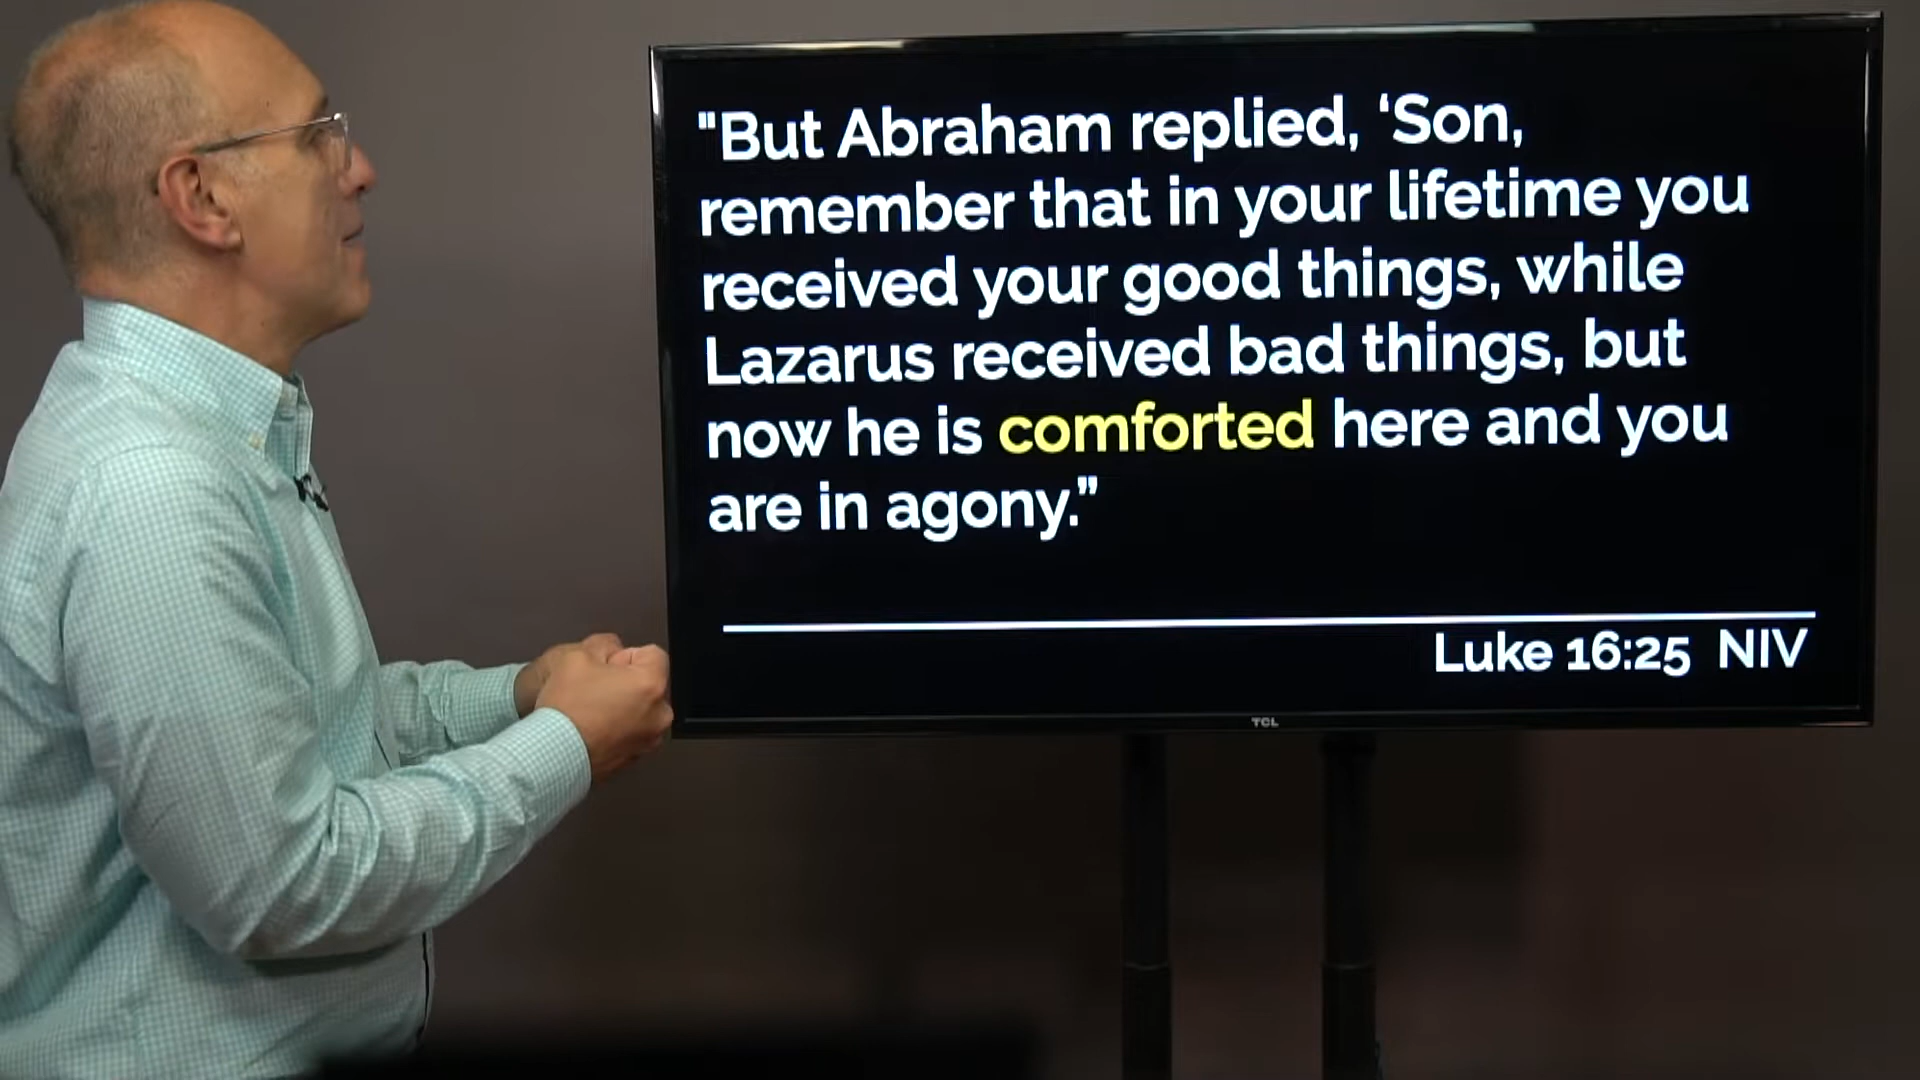 "But Abraham replied, ‘Son,
remember that in your lifetime you
received your good things, while
Lazarus received bad things, but
now he is comforted here and you
are in agony.”
Luke 16:25 NIV
TCL